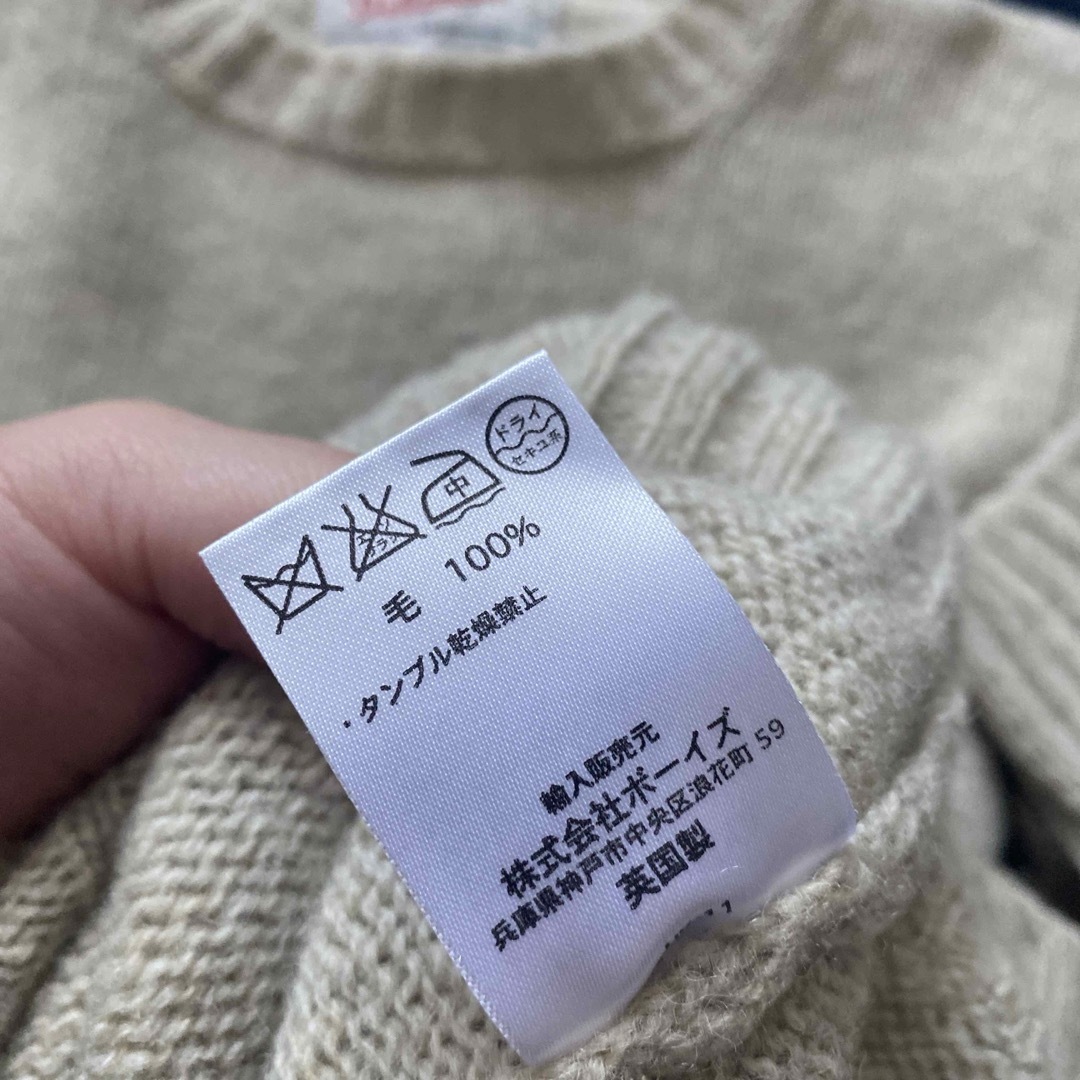 ドライ
セキユ系
中
毛 100%
・タンブル乾燥禁止
輸入販売元
株式会社ボーイズ
兵庫県神戸市中央区浪花町 59
英国製